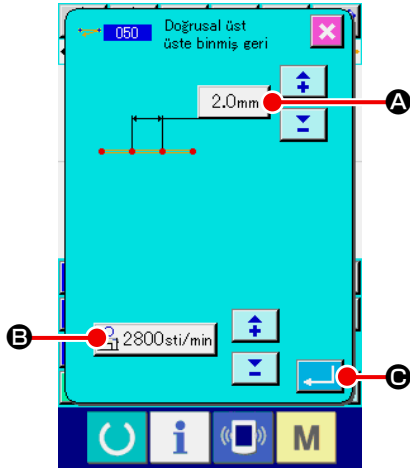 050
Doğrusal üst
üste binmiş geri
2.0mm
A
B
2800sti/min
C
i
M